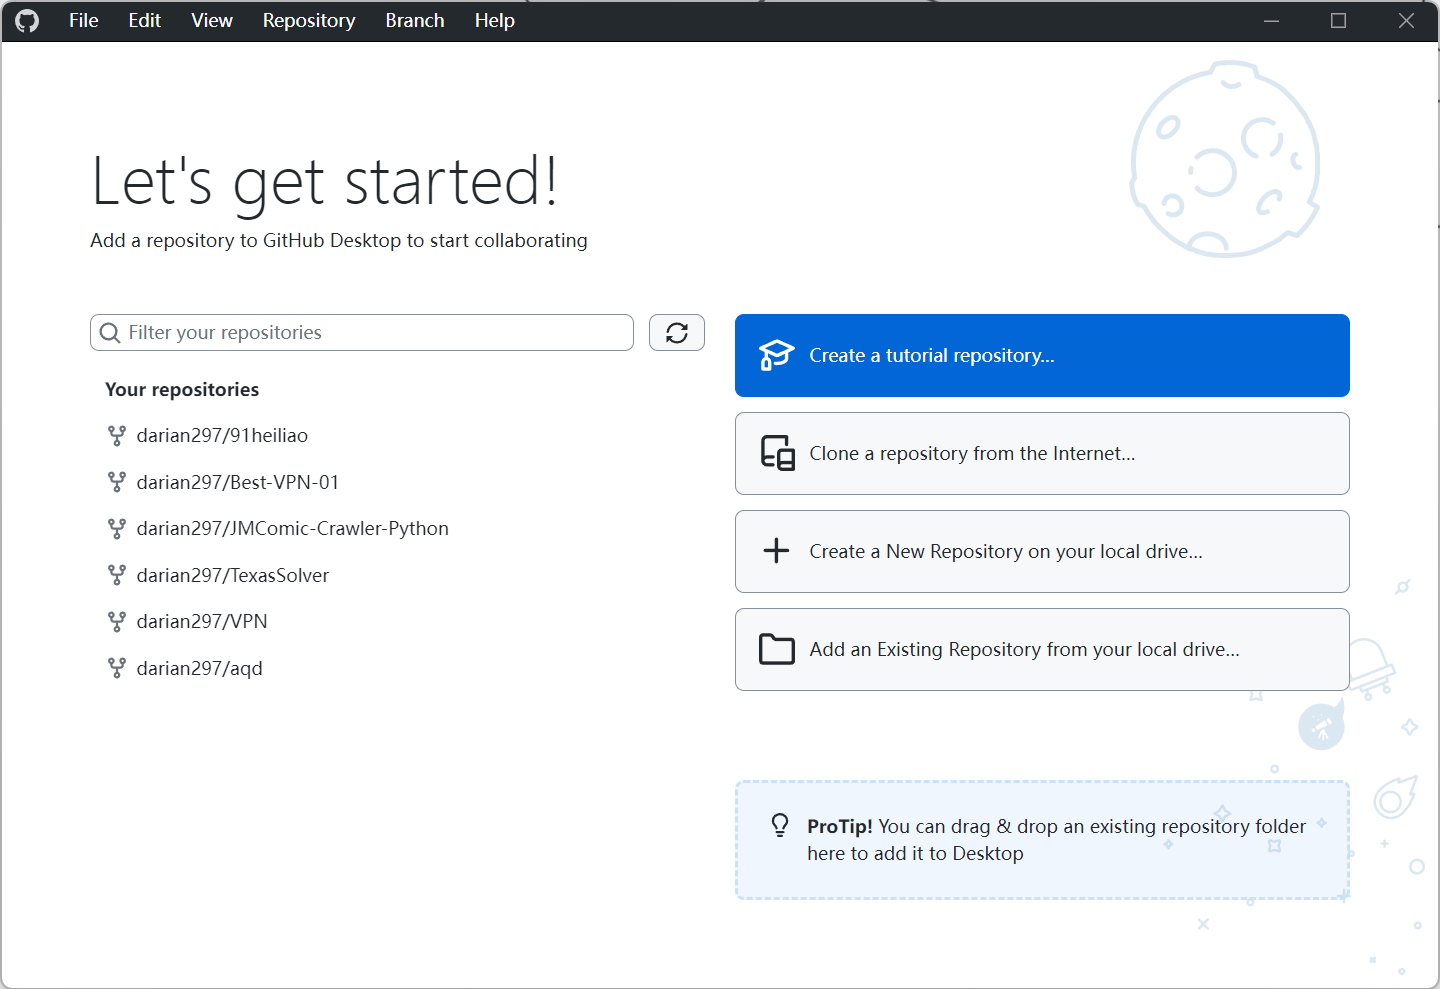 File Edit View Repository Branch Help
Let's get started!
Add a repository to GitHub Desktop to start collaborating
Filter your repositories
Your repositories
darian297/91heiliao
darian297/Best-VPN-01
darian297/JMComic-Crawler-Python
darian297/TexasSolver
darian297/VPN
darian297/aqd
Create a tutorial repository...
Clone a repository from the Internet...
Create a New Repository on your local drive...
Add an Existing Repository from your local drive...
ProTip! You can drag & drop an existing repository folder
here to add it to Desktop